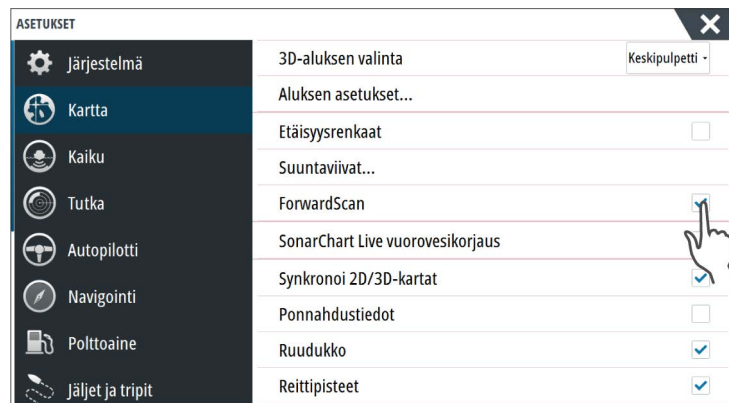 ASETUKSET
Järjestelmä
Kartta
Kaiku
Tutka
Autopilotti
Navigointi
Polttoaine
Jäljet ja tripit
3D-aluksen valinta Keskipulpetti
Aluksen asetukset...
Etäisyysrenkaat
Suuntaviivat...
ForwardScan
SonarChart Live vuorovesikorjaus
Synkronoi 2D/3D-kartat
Ponnahdustiedot
Ruudukko
Reittipisteet